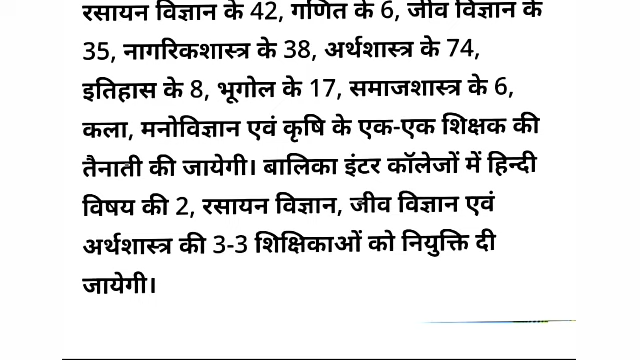 रसायन विज्ञान के 42, गणित के 6, जीव विज्ञान के
35, नागरिकशास्त्र के 38, अर्थशास्त्र के 74,
इतिहास के 8, भूगोल के 17, समाजशास्त्र के 6,
कला, मनोविज्ञान एवं कृषि के एक-एक शिक्षक की
तैनाती की जायेगी। बालिका इंटर कॉलेजों में हिन्दी
विषय की 2, रसायन विज्ञान, जीव विज्ञान एवं
अर्थशास्त्र की 3-3 शिक्षिकाओं को नियुक्ति दी
जायेगी।